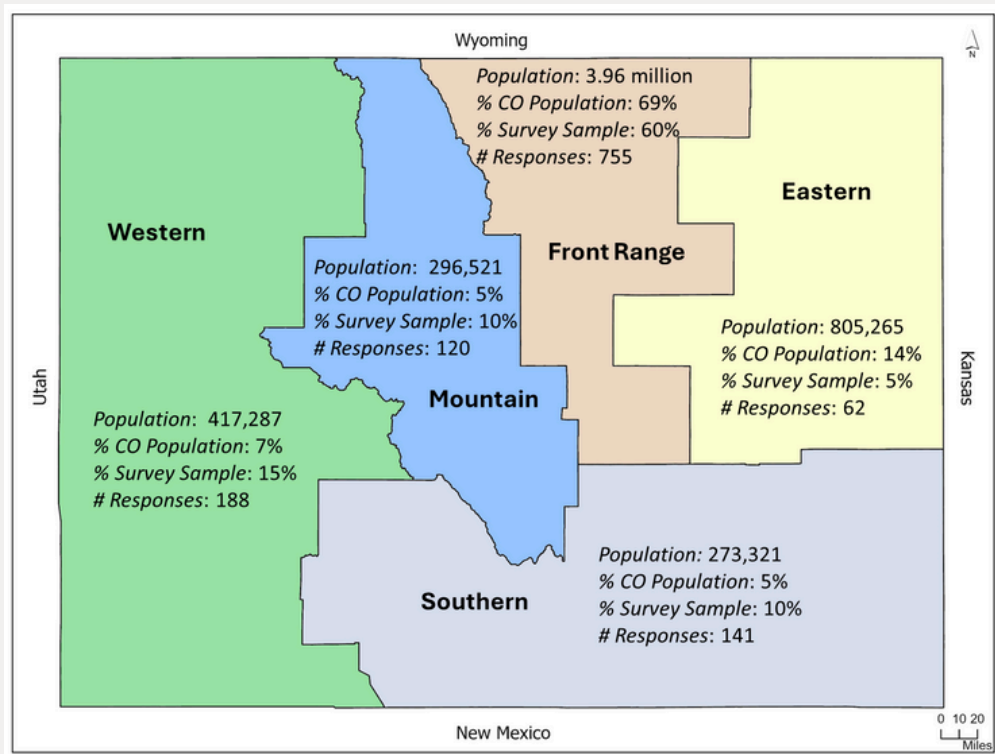 Wyoming
N
Population: 3.96 million
% CO Population: 69%
% Survey Sample: 60%
# Responses: 755
Eastern
Western
Front Range
Population:  296,521
% CO Population: 5%
% Survey Sample: 10%
# Responses: 120
Population: 805,265
% CO Population: 14%
% Survey Sample: 5%
# Responses: 62
Utah
Kansas
Mountain
Population:  417,287
% CO Population: 7%
% Survey Sample: 15%
# Responses: 188
Population: 273,321
% CO Population: 5%
% Survey Sample: 10%
# Responses: 141
Southern
New Mexico
0 10 20
Miles